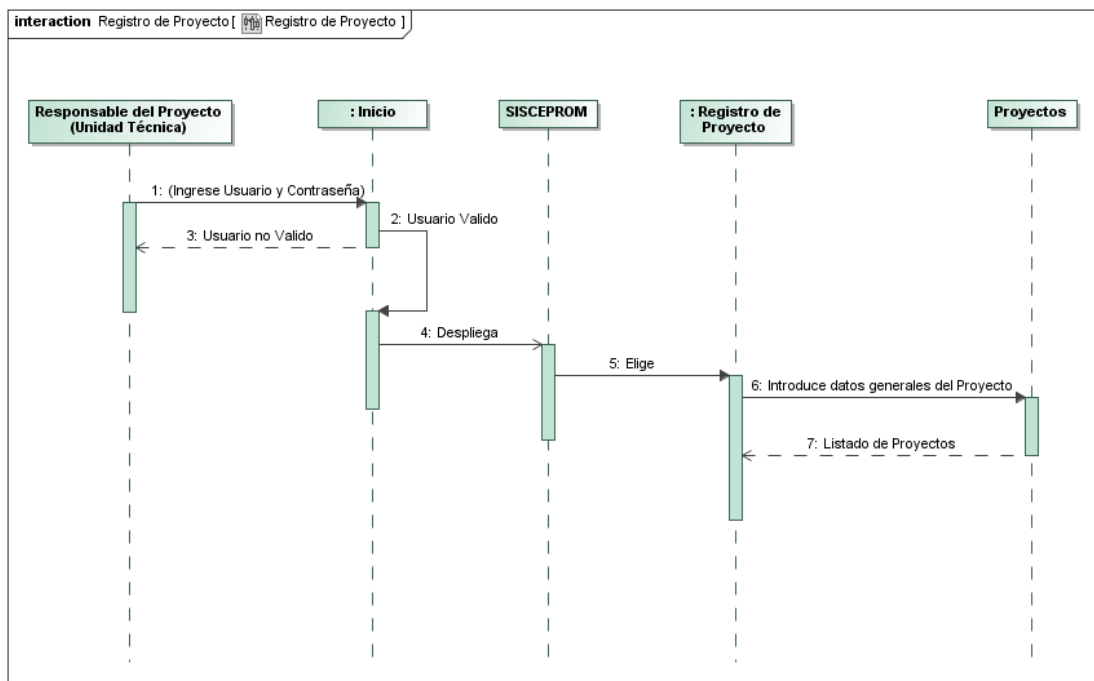 interaction Registro de Proyecto[ Registro de Proyecto ]
Responsable del Proyecto
(Unidad Técnica)
: Inicio
SISCEPROM
: Registro de
Proyecto
Proyectos
1: (Ingrese Usuario y Contraseña)
2: Usuario Valido
3: Usuario no Valido
4: Despliega
5: Elige
6: Introduce datos generales del Proyecto
7: Listado de Proyectos